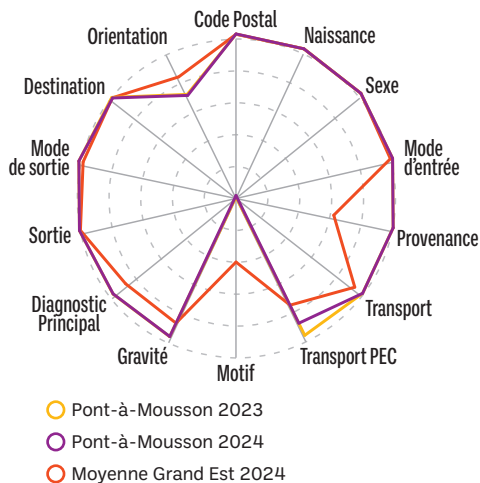 Code Postal
Naissance
Sexe
Mode
d'entrée
Provenance
Transport
Transport PEC
Motif
Gravité
Diagnostic
Principal
Sortie
Mode
de sortie
Destination
Orientation
Pont-à-Mousson 2023
Pont-à-Mousson 2024
Moyenne Grand Est 2024